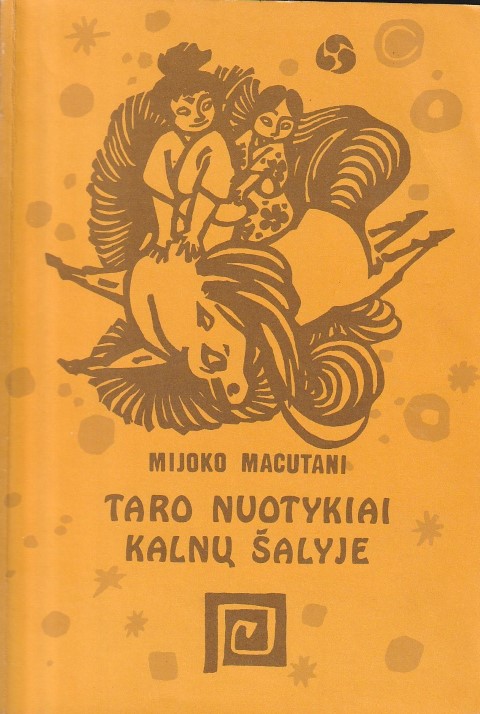 MIJOKO MACUTANI
TARO NUOTYKIAI
KALNŲ ŠALYJE